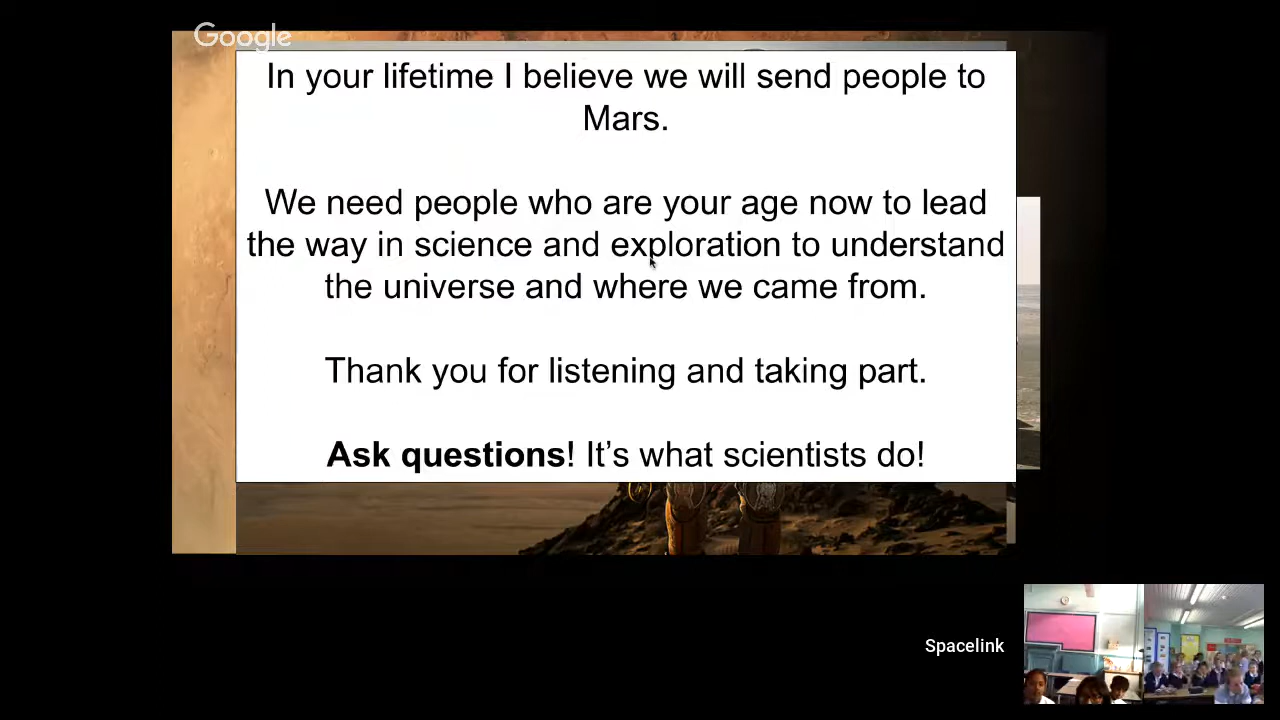 Google
In your lifetime I believe we will send people to
Mars.
We need people who are your age now to lead
the way in science and exploration to understand
the universe and where we came from.
Thank you for listening and taking part.
Ask questions! It’s what scientists do!
Spacelink